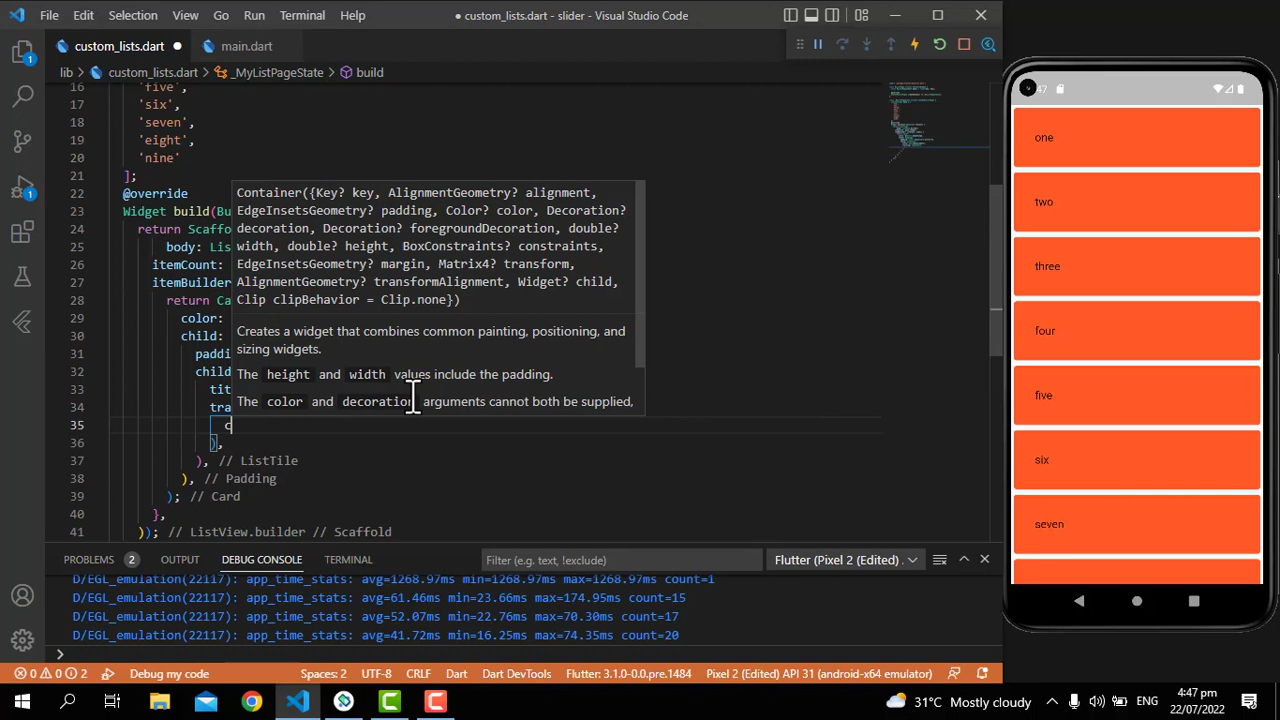 File Edit Selection View Go Run Terminal Help
● custom_lists.dart - slider - Visual Studio Code
custom_lists.dart
main.dart
lib > custom_lists.dart > _MyListPageState > build
16 'five',
17 'six',
18 'seven',
19 'eight',
20 'nine'
21 ];
22 @override
23 Widget build(Bu
24 return Scaffo
25 body: Lis
26 itemCount:
27 itemBuilder
28 return Ca
29 color:
30 child:
31 paddi
32 child
33 tit
34 tra
35 c
36 ),
37 ), // ListTile
38 ), // Padding
39 ); // Card
40 },
41 )); // ListView.builder // Scaffold
Container({Key? key, AlignmentGeometry? alignment,
EdgeInsetsGeometry? padding, Color? color, Decoration?
decoration, Decoration? foregroundDecoration, double?
width, double? height, BoxConstraints? constraints,
EdgeInsetsGeometry? margin, Matrix4? transform,
AlignmentGeometry? transformAlignment, Widget? child,
Clip clipBehavior = Clip.none})
Creates a widget that combines common painting, positioning, and
sizing widgets.
The height and width values include the padding.
The color and decoration arguments cannot both be supplied,
PROBLEMS 2 OUTPUT DEBUG CONSOLE TERMINAL
Filter (e.g. text, !exclude)
Flutter (Pixel 2 (Edited)
D/EGL_emulation(22117): app_time_stats: avg=1268.97ms min=1268.97ms max=1268.97ms count=1
D/EGL_emulation(22117): app_time_stats: avg=61.46ms min=23.66ms max=174.95ms count=15
D/EGL_emulation(22117): app_time_stats: avg=52.07ms min=22.76ms max=70.30ms count=17
D/EGL_emulation(22117): app_time_stats: avg=41.72ms min=16.25ms max=74.35ms count=20
>
0 0 0 2 Debug my code Spaces: 2 UTF-8 CRLF Dart Dart DevTools Flutter: 3.1.0-0.0.pre.1484 Pixel 2 (Edited) API 31 (android-x64 emulator)
1
1
47
one
two
three
four
five
six
seven
31°C Mostly cloudy
ENG
4:47 pm
22/07/2022